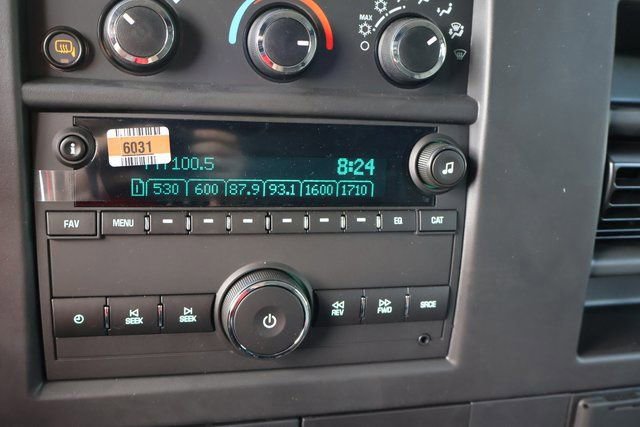 MAX
6031
100.5
8:24
1 530 600 87.9 93.1 1600 1710
FAV MENU EQ CAT
SEEK SEEK REV FWD SRCE